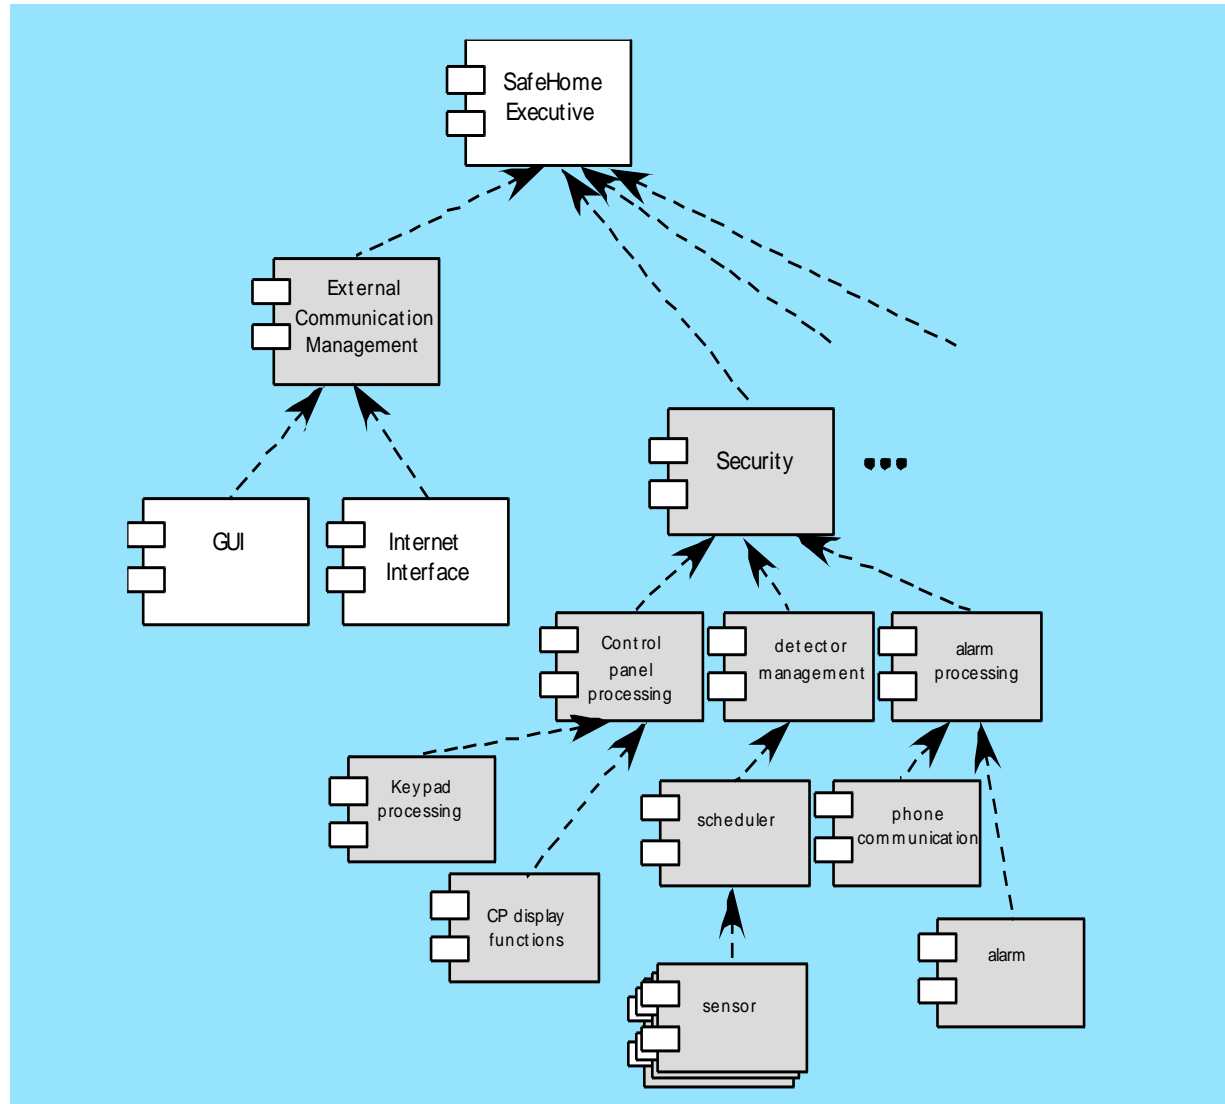 SafeHome
Executive
External
Communication
Management
Security
GUI
Internet
Interface
Control
panel
processing
detector
management
alarm
processing
Keypad
processing
scheduler
phone
communication
CP display
functions
alarm
sensor